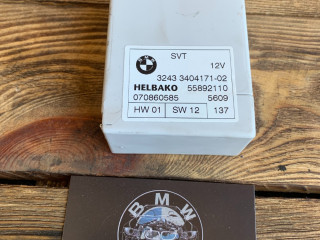 SVT
12V
3243 3404171-02
HELBAKO 55892110
070860585 5609
HW 01 SW 12 137
BMW